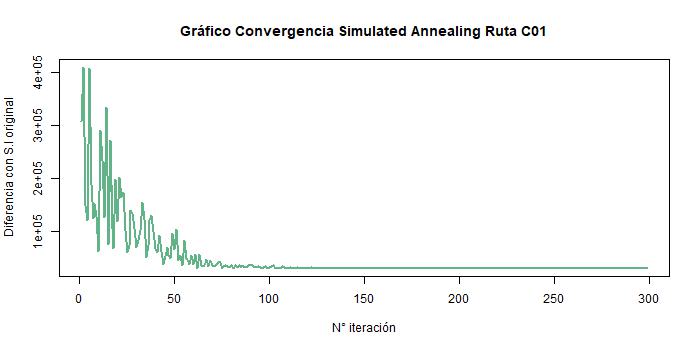 Gráfico Convergencia Simulated Annealing Ruta C01
Diferencia con S.I original
4e+05
3e+05
2e+05
1e+05
0 50 100 150 200 250 300
N° iteración